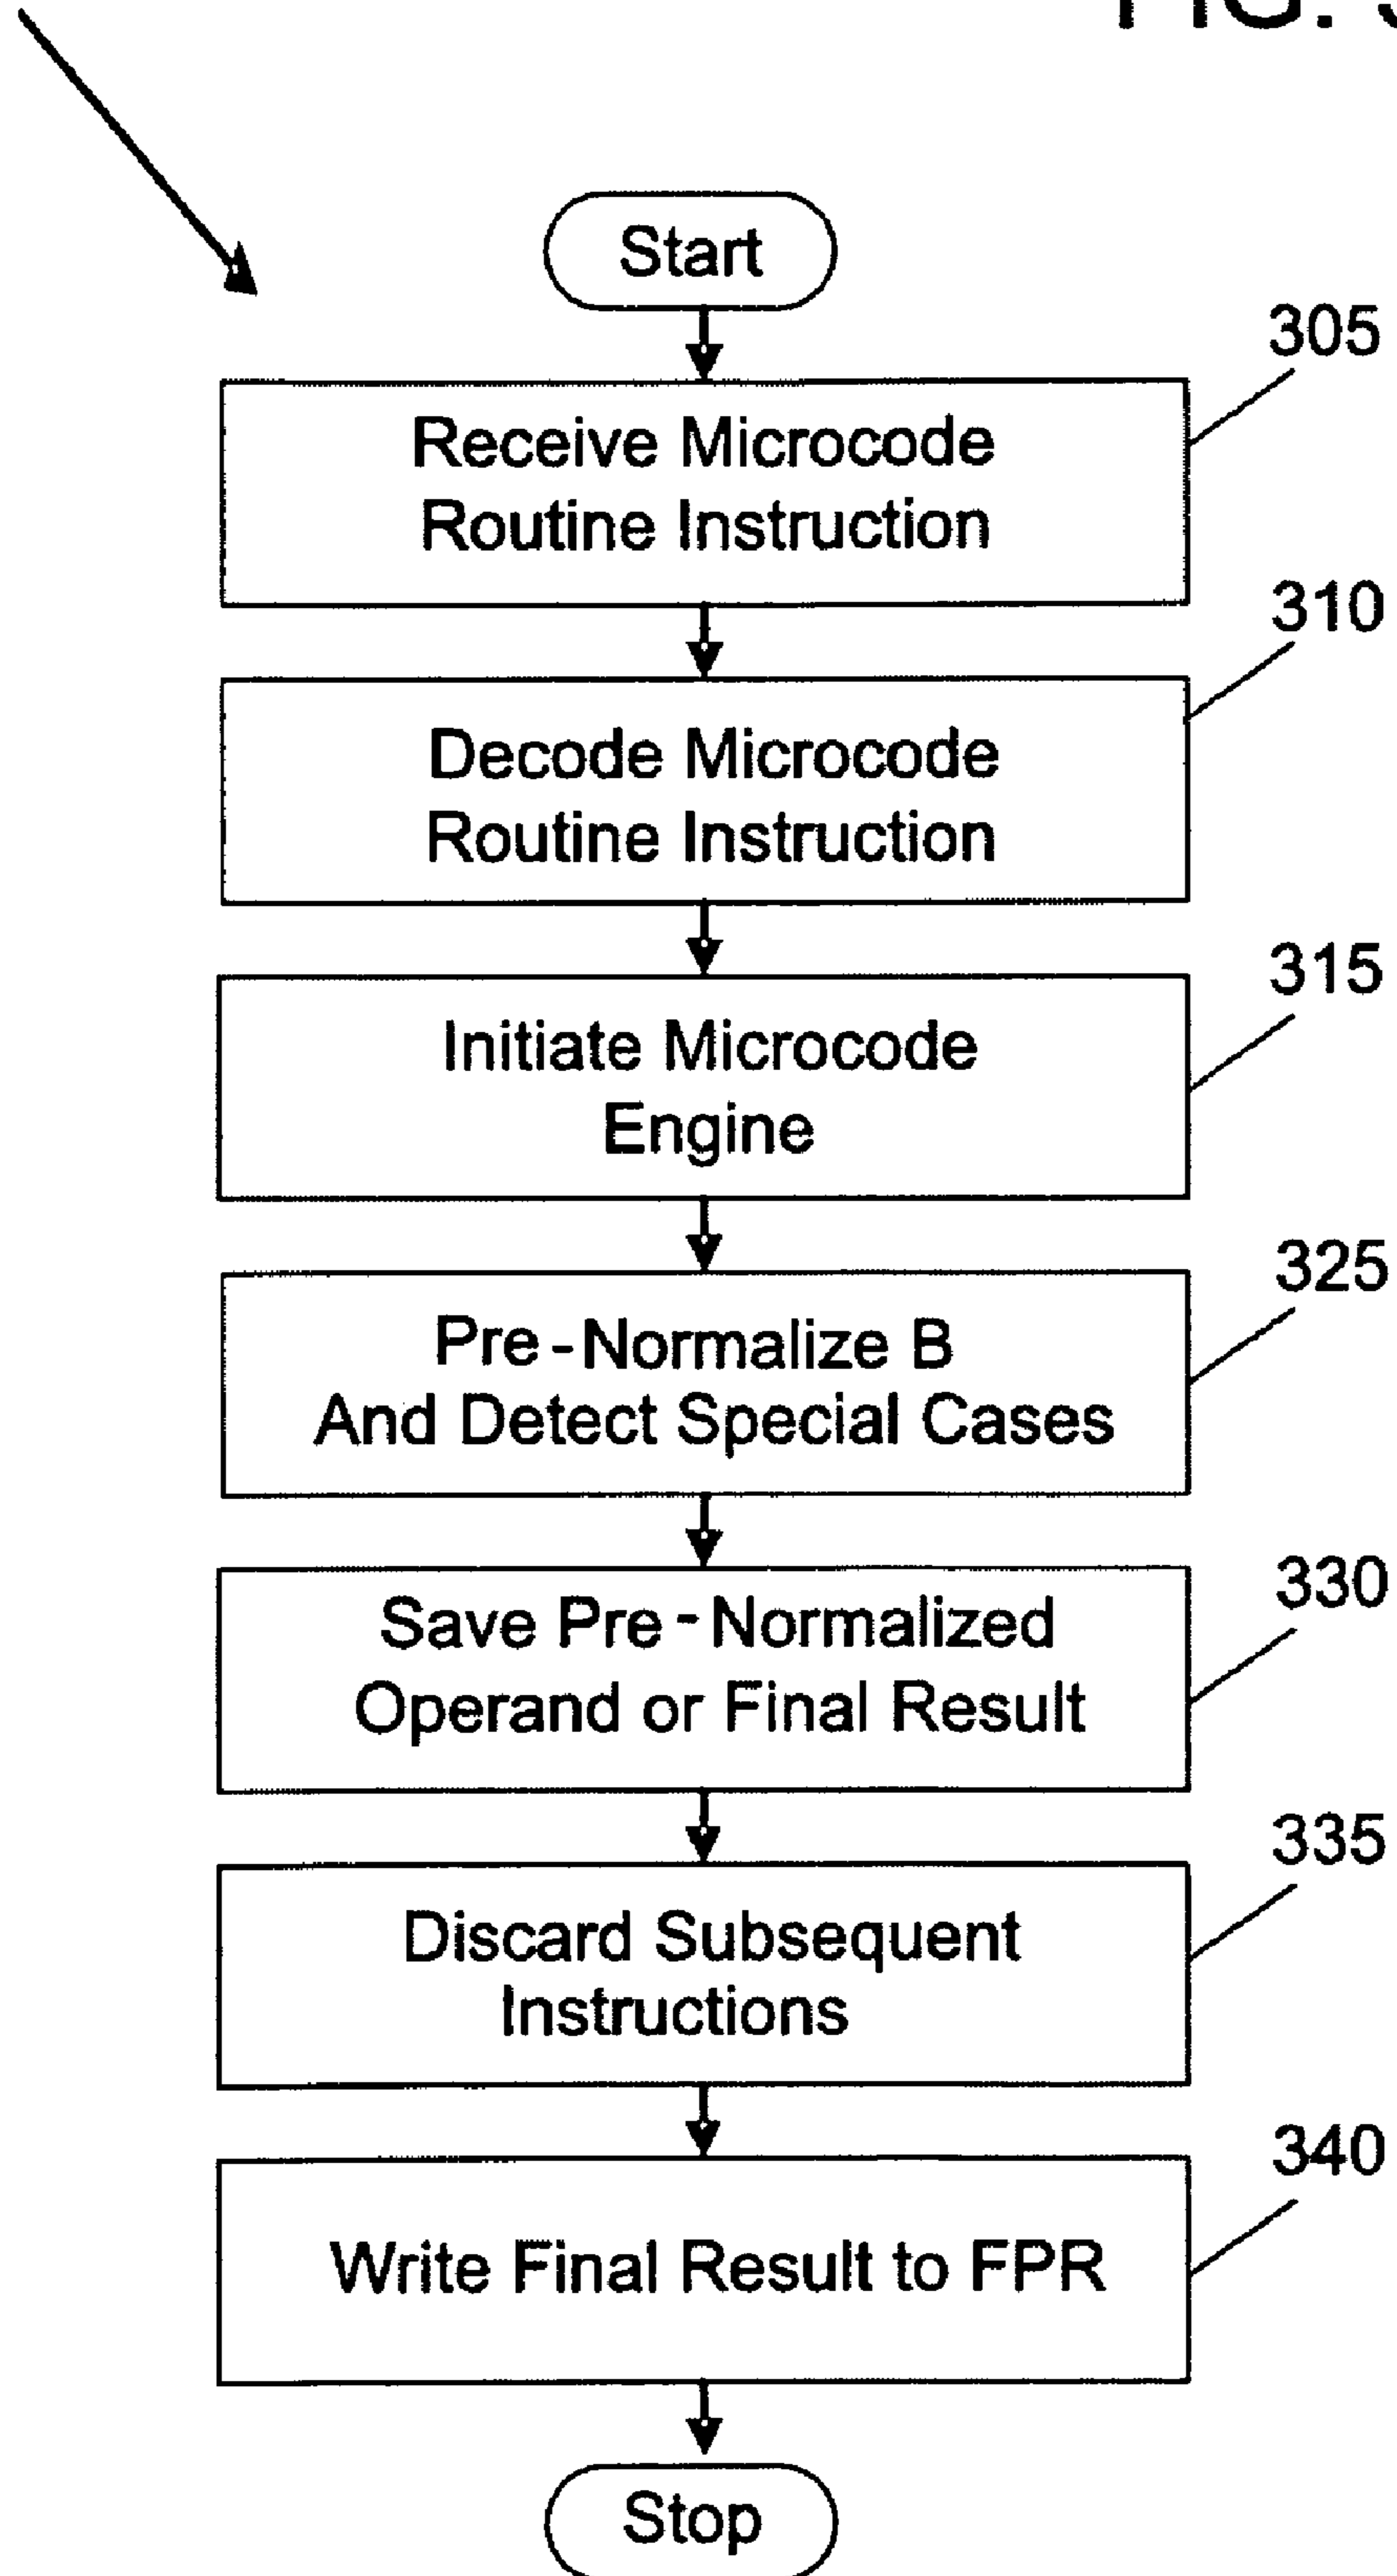 FIG.
Start
305
Receive Microcode
Routine Instruction
310
Decode Microcode
Routine Instruction
315
Initiate Microcode
Engine
325
Pre-Normalize B
And Detect Special Cases
330
Save Pre-Normalized
Operand or Final Result
335
Discard Subsequent
Instructions
340
Write Final Result to FPR
Stop